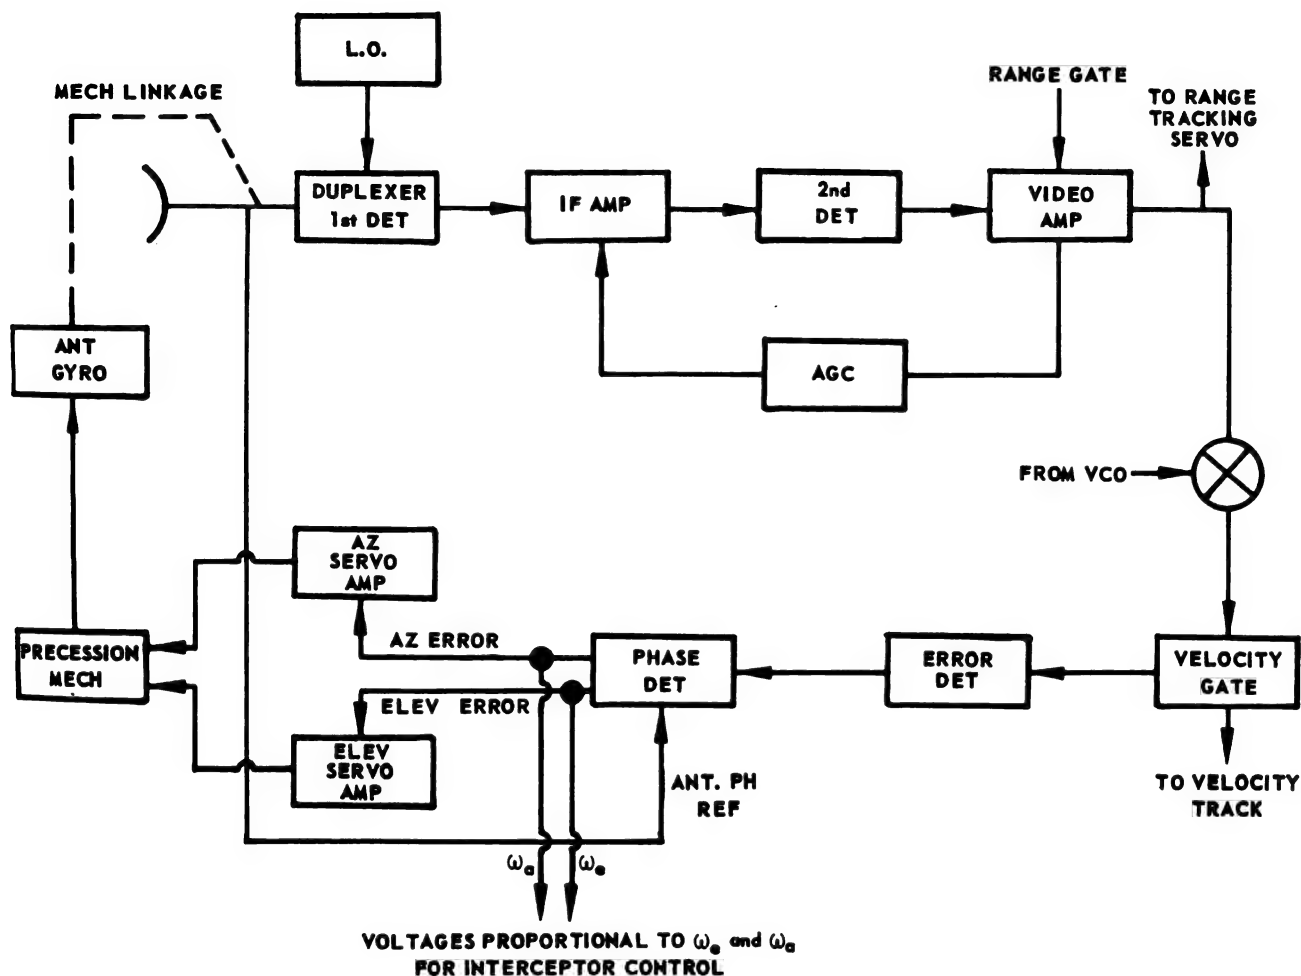 L.O.
MECH LINKAGE
RANGE GATE
TO RANGE
TRACKING
SERVO
DUPLEXER
1st DET
IF AMP
2nd
DET
VIDEO
AMP
ANT
GYRO
AGC
FROM VCO
AZ
SERVO
AMP
PRECESSION
MECH
AZ ERROR
PHASE
DET
ERROR
DET
VELOCITY
GATE
ELEV ERROR
ELEV
SERVO
AMP
ANT. PH
REF
TO VELOCITY
TRACK
ωa ωe
VOLTAGES PROPORTIONAL TO ωe and ωa
FOR INTERCEPTOR CONTROL